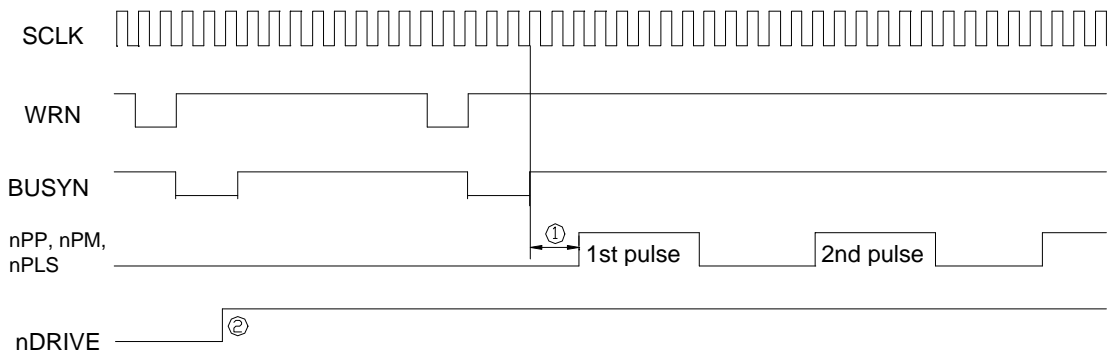 SCLK
WRN
BUSYN
nPP, nPM,
nPLS
①
1st pulse
2nd pulse
nDRIVE
②